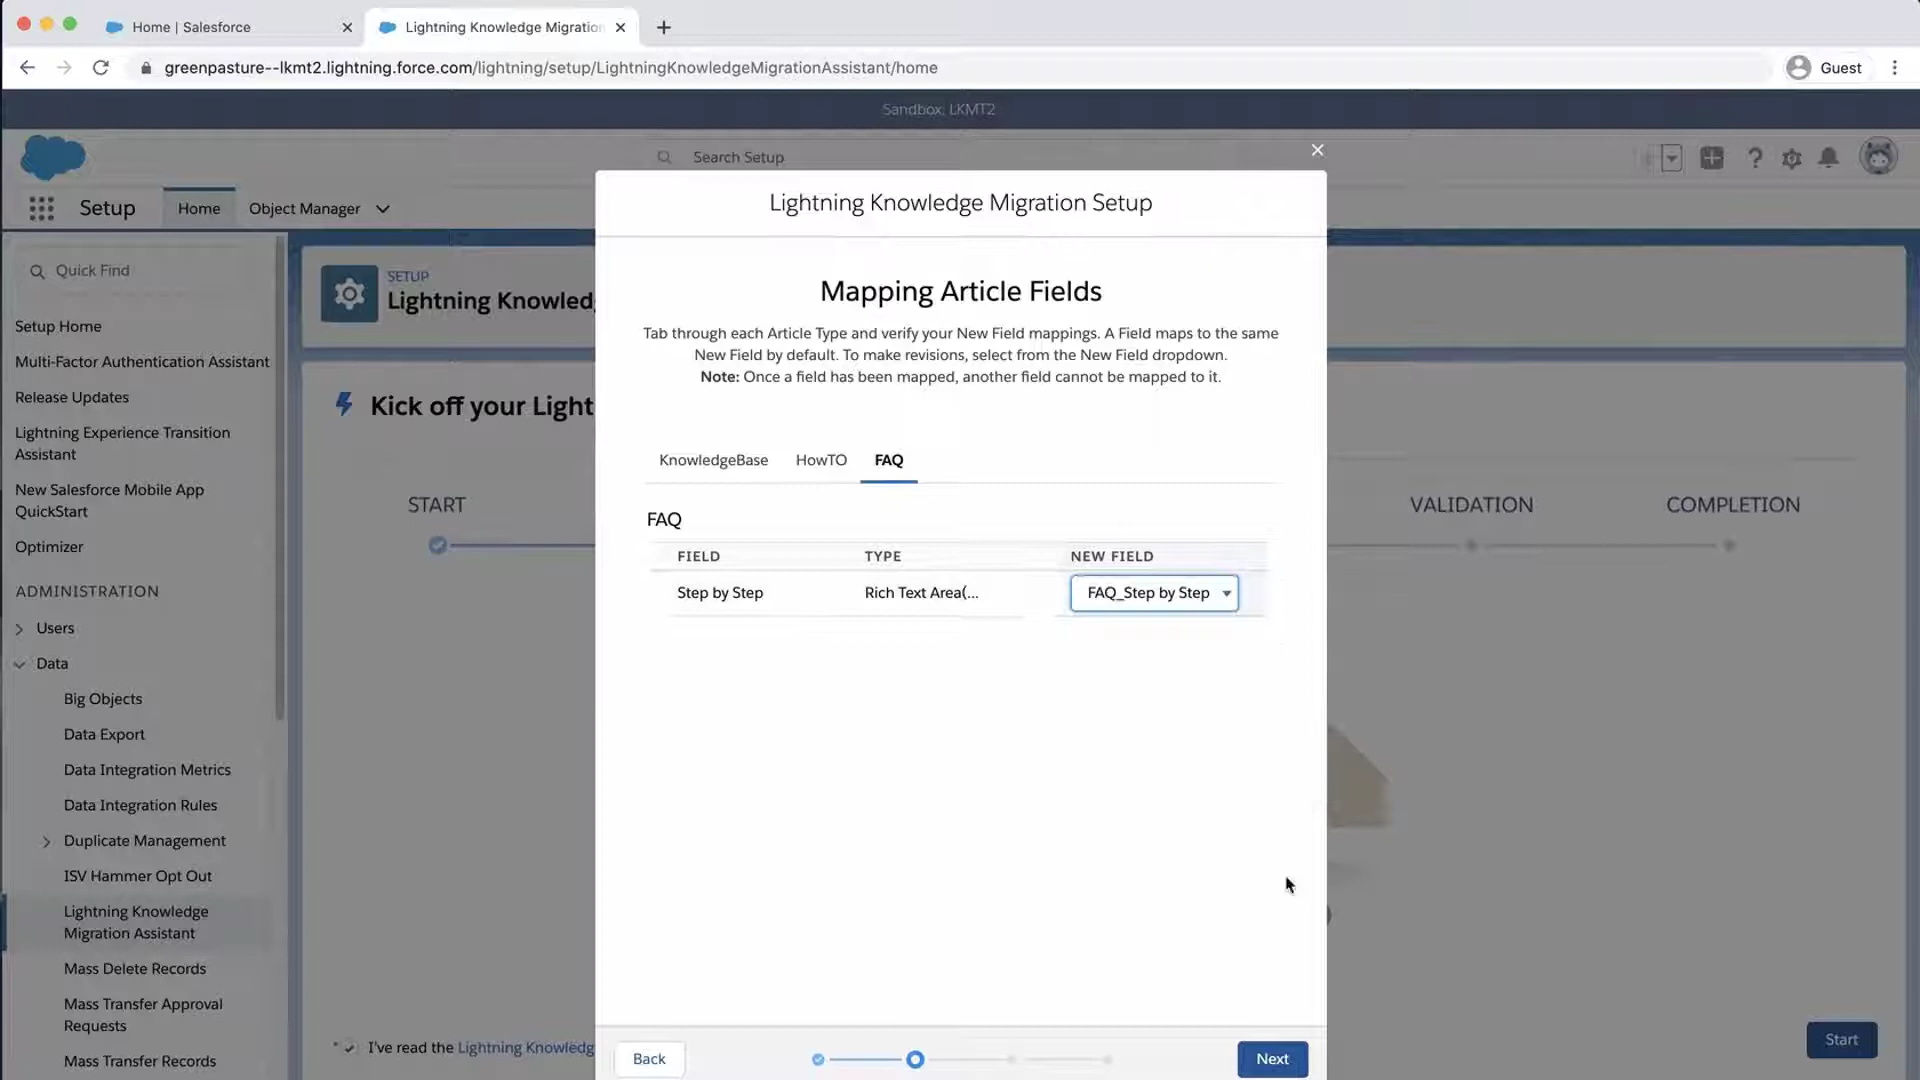 Home | Salesforce
Lightning Knowledge Migration
greenpasture--lkmt2.lightning.force.com/lightning/setup/LightningKnowledgeMigrationAssistant/home
Guest
Sandbox: LKMT2
Search Setup
Setup
Home
Object Manager
Quick Find
Setup Home
Multi-Factor Authentication Assistant
Release Updates
Lightning Experience Transition
Assistant
New Salesforce Mobile App
QuickStart
Optimizer
ADMINISTRATION
Users
Data
Big Objects
Data Export
Data Integration Metrics
Data Integration Rules
Duplicate Management
ISV Hammer Opt Out
Lightning Knowledge
Migration Assistant
Mass Delete Records
Mass Transfer Approval
Requests
Mass Transfer Records
SETUP
Lightning Knowled
Kick off your Light
START
VALIDATION
COMPLETION
* I've read the Lightning Knowledg
Start
Lightning Knowledge Migration Setup
Mapping Article Fields
Tab through each Article Type and verify your New Field mappings. A Field maps to the same
New Field by default. To make revisions, select from the New Field dropdown.
Note: Once a field has been mapped, another field cannot be mapped to it.
KnowledgeBase
HowTO
FAQ
FAQ
FIELD TYPE NEW FIELD
Step by Step Rich Text Area(... FAQ_Step by Step
Back
Next